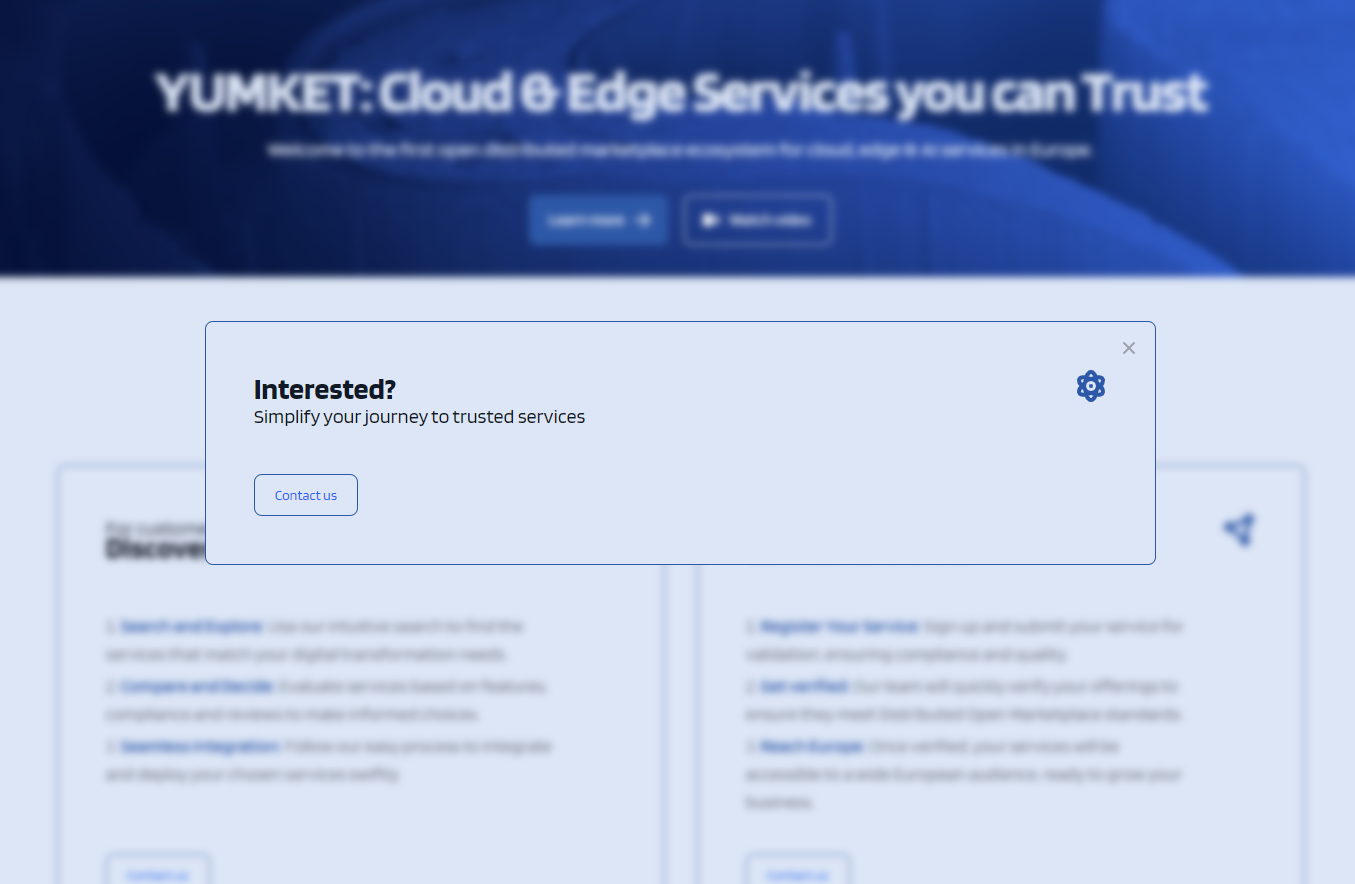 YUMKET: Cloud & Edge Services you can Trust
Welcome to the first open distributed marketplace ecosystem for cloud, edge & AI services in Europe.
Learn more
Watch video
Interested?
Simplify your journey to trusted services
Contact us
For custome
Discover
1. Search and Explore: Use our intuitive search to find the
services that match your digital transformation needs.
2. Compare and Decide: Evaluate services based on features,
compliance and reviews to make informed choices.
3. Seamless Integration: Follow our easy process to integrate
and deploy your chosen services swiftly.
Contact us
1. Register Your Service: Sign up and submit your service for
validation, ensuring compliance and quality.
2. Get verified: Our team will quickly verify your offerings to
ensure they meet Distributed Open Marketplace standards.
3. Reach Europe: Once verified, your services will be
accessible to a wide European audience, ready to grow your
business.
Contact us